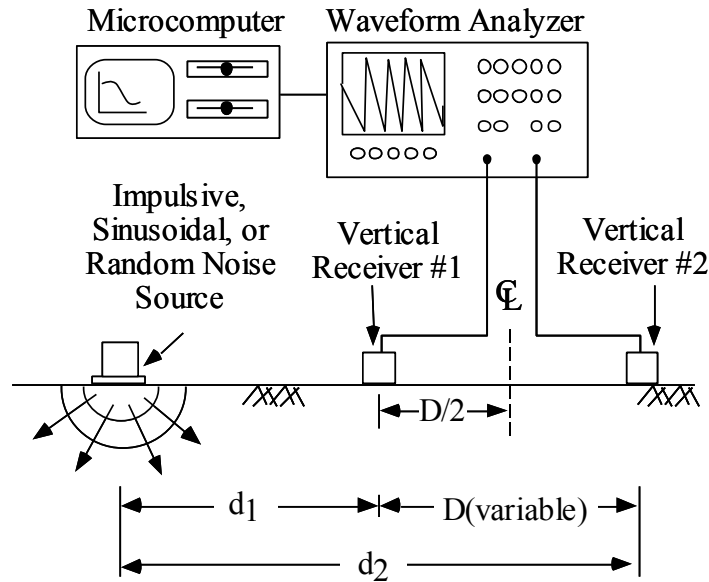 Microcomputer
Waveform Analyzer
Impulsive,
Sinusoidal, or
Random Noise
Source
Vertical
Receiver #1
Vertical
Receiver #2
℄
D/2
d1
D(variable)
d2